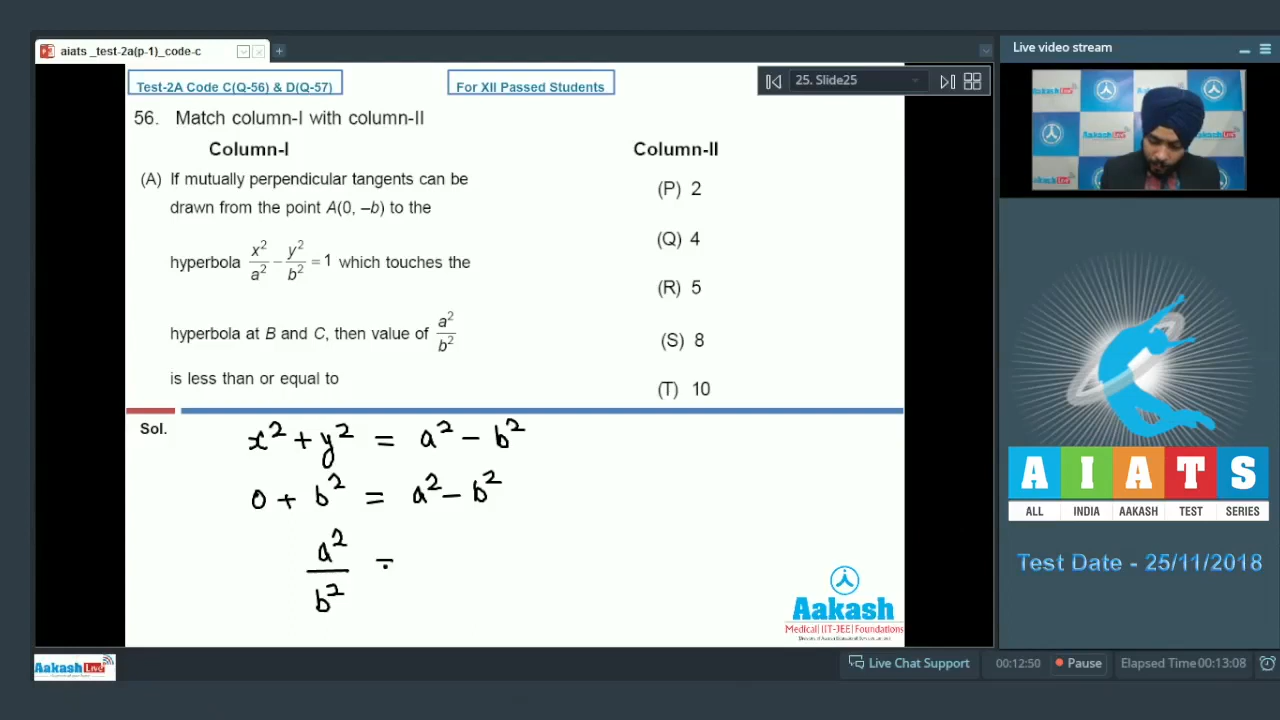 aiats _test-2a(p-1)_code-c
Live video stream
Test-2A Code C(Q-56) & D(Q-57)
For XII Passed Students
25. Slide25
56. Match column-I with column-II
Column-I
Column-II
(A) If mutually perpendicular tangents can be
drawn from the point A(0, –b) to the
hyperbola x²/a² – y²/b² = 1 which touches the
hyperbola at B and C, then value of a²/b²
is less than or equal to
(P) 2
(Q) 4
(R) 5
(S) 8
(T) 10
Sol.
x² + y² = a² – b²
0 + b² = a² – b²
a²/b² =
Aakash
Medical|IIT-JEE|Foundations
A I A T S
ALL INDIA AAKASH TEST SERIES
Test Date - 25/11/2018
Aakash Live
Live Chat Support
00:12:50
Pause
Elapsed Time 00:13:08